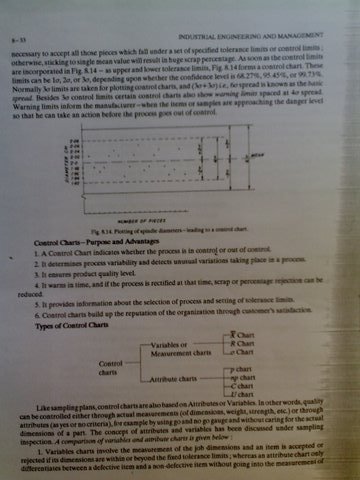 8–33 INDUSTRIAL ENGINEERING AND MANAGEMENT
necessary to accept all those pieces which fall under a set of specified tolerance limits or control limits ;
otherwise, sticking to single mean value will result in huge scrap percentage. As soon as the control limits
are incorporated in Fig. 8.14 – as upper and lower tolerance limits, Fig. 8.14 forms a control chart. These
limits can be 1σ, 2σ, or 3σ, depending upon whether the confidence level is 68.27%, 95.45%, or 99.73%.
Normally 3σ limits are taken for plotting control charts, and (3σ+3σ) i.e., 6σ spread is known as the basic
spread. Besides 3σ control limits certain control charts also show warning limits spaced at 4σ spread.
Warning limits inform the manufacturer – when the items or samples are approaching the danger level
so that he can take an action before the process goes out of control.
DIAMETER CM
MEAN
NUMBER OF PIECES
Fig. 8.14. Plotting of spindle diameters – leading to a control chart.
Control Charts – Purpose and Advantages
1. A Control Chart indicates whether the process is in control or out of control.
2. It determines process variability and detects unusual variations taking place in a process.
3. It ensures product quality level.
4. It warns in time, and if the process is rectified at that time, scrap or percentage rejection can be
reduced.
5. It provides information about the selection of process and setting of tolerance limits.
6. Control charts build up the reputation of the organization through customer's satisfaction.
Types of Control Charts
X̄ Chart
Variables or R Chart
Measurement charts σ Chart
Control
charts
p chart
Attribute charts np chart
C chart
U chart
Like sampling plans, control charts are also based on Attributes or Variables. In other words, quality
can be controlled either through actual measurements (of dimensions, weight, strength, etc.) or through
attributes (as yes or no criteria), for example by using go and no go gauge and without caring for the actual
dimensions of a part. The concept of attributes and variables has been discussed under sampling
inspection. A comparison of variables and attribute charts is given below :
1. Variables charts involve the measurement of the job dimensions and an item is accepted or
rejected if its dimensions are within or beyond the fixed tolerance limits ; whereas an attribute chart only
differentiates between a defective item and a non-defective item without going into the measurement of